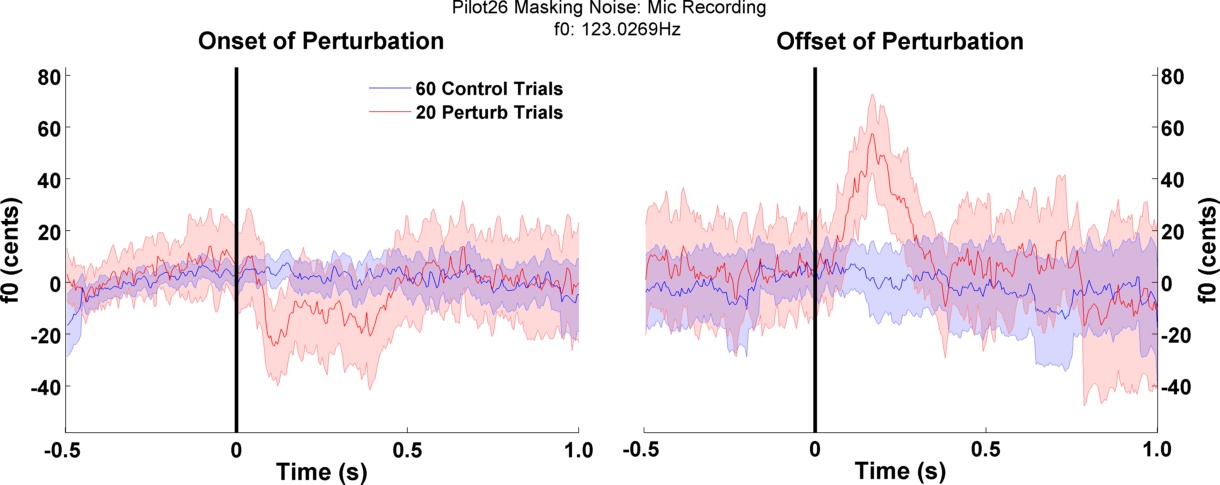 Pilot26 Masking Noise: Mic Recording
f0: 123.0269Hz
Onset of Perturbation
Offset of Perturbation
60 Control Trials
20 Perturb Trials
f0 (cents)
80
60
40
20
0
-20
-40
-0.5
0
0.5
1.0
Time (s)
-0.5
0
0.5
1.0
Time (s)
80
60
40
20
0
-20
-40
f0 (cents)